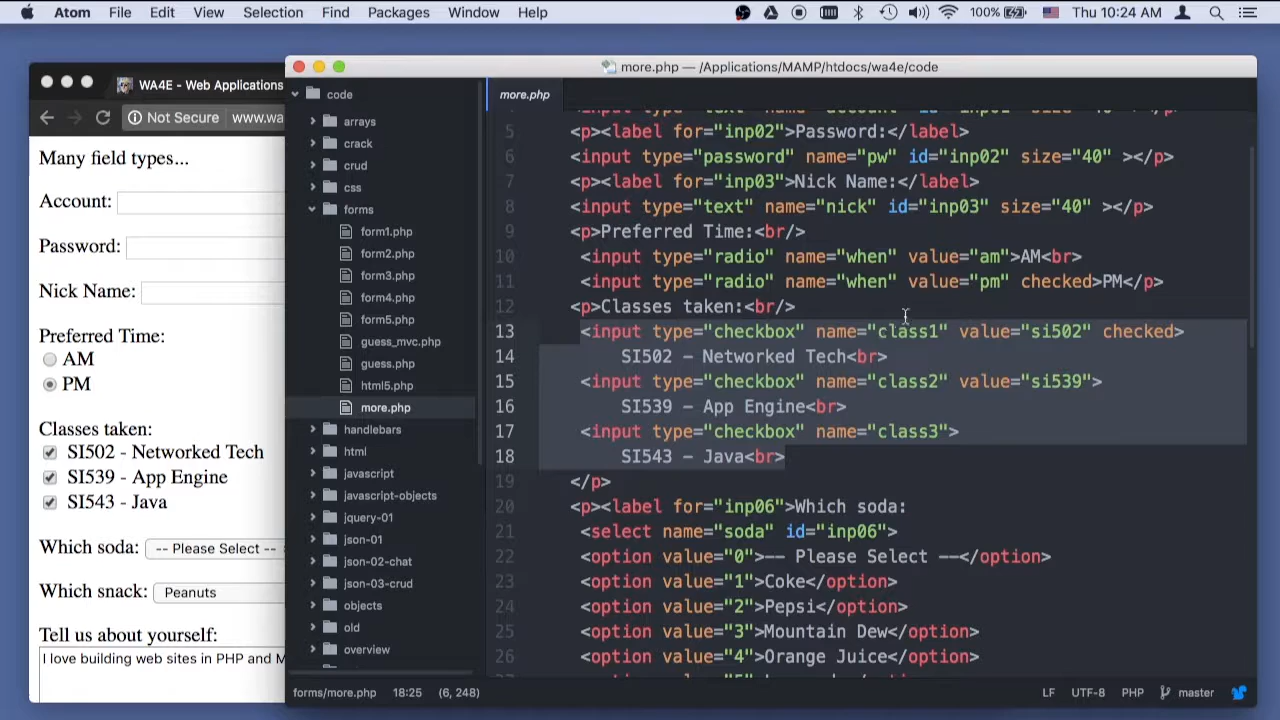 Atom File Edit View Selection Find Packages Window Help 100% Thu 10:24 AM
WA4E - Web Applications
Not Secure www.wa
Many field types...
Account:
Password:
Nick Name:
Preferred Time:
AM
PM
Classes taken:
SI502 - Networked Tech
SI539 - App Engine
SI543 - Java
Which soda: -- Please Select --
Which snack: Peanuts
Tell us about yourself:
I love building web sites in PHP and M
more.php — /Applications/MAMP/htdocs/wa4e/code
code
arrays
crack
crud
css
forms
form1.php
form2.php
form3.php
form4.php
form5.php
guess_mvc.php
guess.php
html5.php
more.php
handlebars
html
javascript
javascript-objects
jquery-01
json-01
json-02-chat
json-03-crud
objects
old
overview
more.php
5 <p><label for="inp02">Password:</label>
6 <input type="password" name="pw" id="inp02" size="40" ></p>
7 <p><label for="inp03">Nick Name:</label>
8 <input type="text" name="nick" id="inp03" size="40" ></p>
9 <p>Preferred Time:<br/>
10 <input type="radio" name="when" value="am">AM<br>
11 <input type="radio" name="when" value="pm" checked>PM</p>
12 <p>Classes taken:<br/>
13 <input type="checkbox" name="class1" value="si502" checked>
14 SI502 - Networked Tech<br>
15 <input type="checkbox" name="class2" value="si539">
16 SI539 - App Engine<br>
17 <input type="checkbox" name="class3">
18 SI543 - Java<br>
19 </p>
20 <p><label for="inp06">Which soda:
21 <select name="soda" id="inp06">
22 <option value="0">-- Please Select --</option>
23 <option value="1">Coke</option>
24 <option value="2">Pepsi</option>
25 <option value="3">Mountain Dew</option>
26 <option value="4">Orange Juice</option>
forms/more.php 18:25 (6, 248) LF UTF-8 PHP master